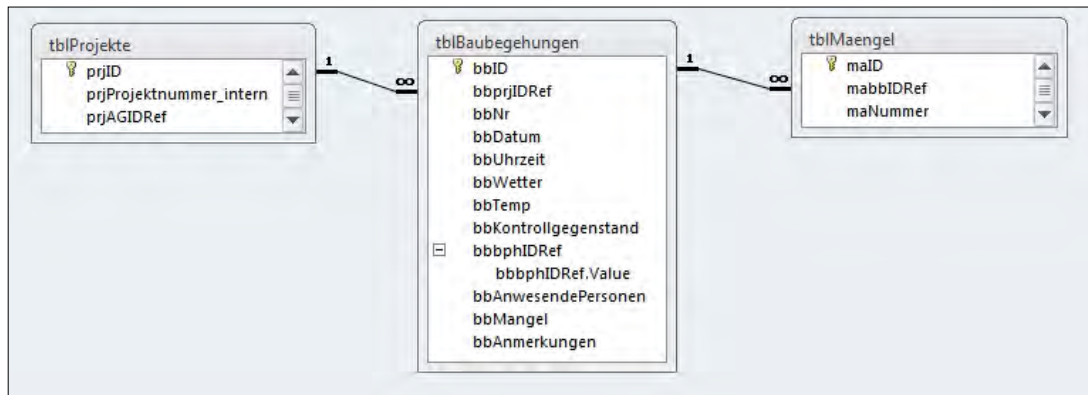 tblProjekte
prjID
prjProjektnummer_intern
prjAGIDRef
1
∞
tblBaubegehungen
bbID
bbprjIDRef
bbNr
bbDatum
bbUhrzeit
bbWetter
bbTemp
bbKontrollgegenstand
bbbphIDRef
bbbphIDRef.Value
bbAnwesendePersonen
bbMangel
bbAnmerkungen
1
∞
tblMaengel
maID
mabbIDRef
maNummer